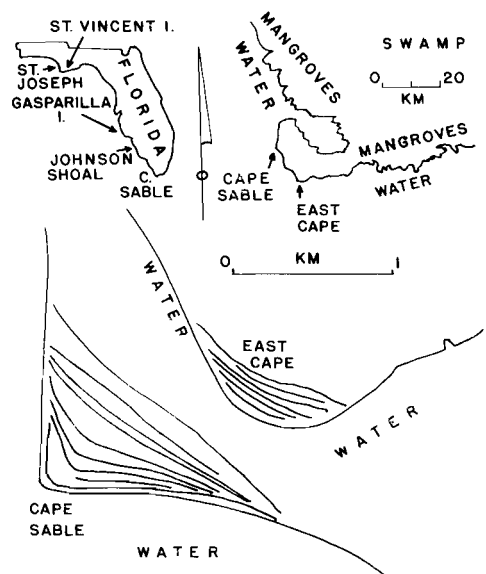 ST. VINCENT I.
ST.
JOSEPH
GASPARILLA
I.
JOHNSON
SHOAL
FLORIDA
C.
SABLE
MANGROVES
WATER
SWAMP
0 20
KM
MANGROVES
WATER
CAPE
SABLE
EAST
CAPE
0 KM 1
WATER
EAST
CAPE
WATER
CAPE
SABLE
WATER